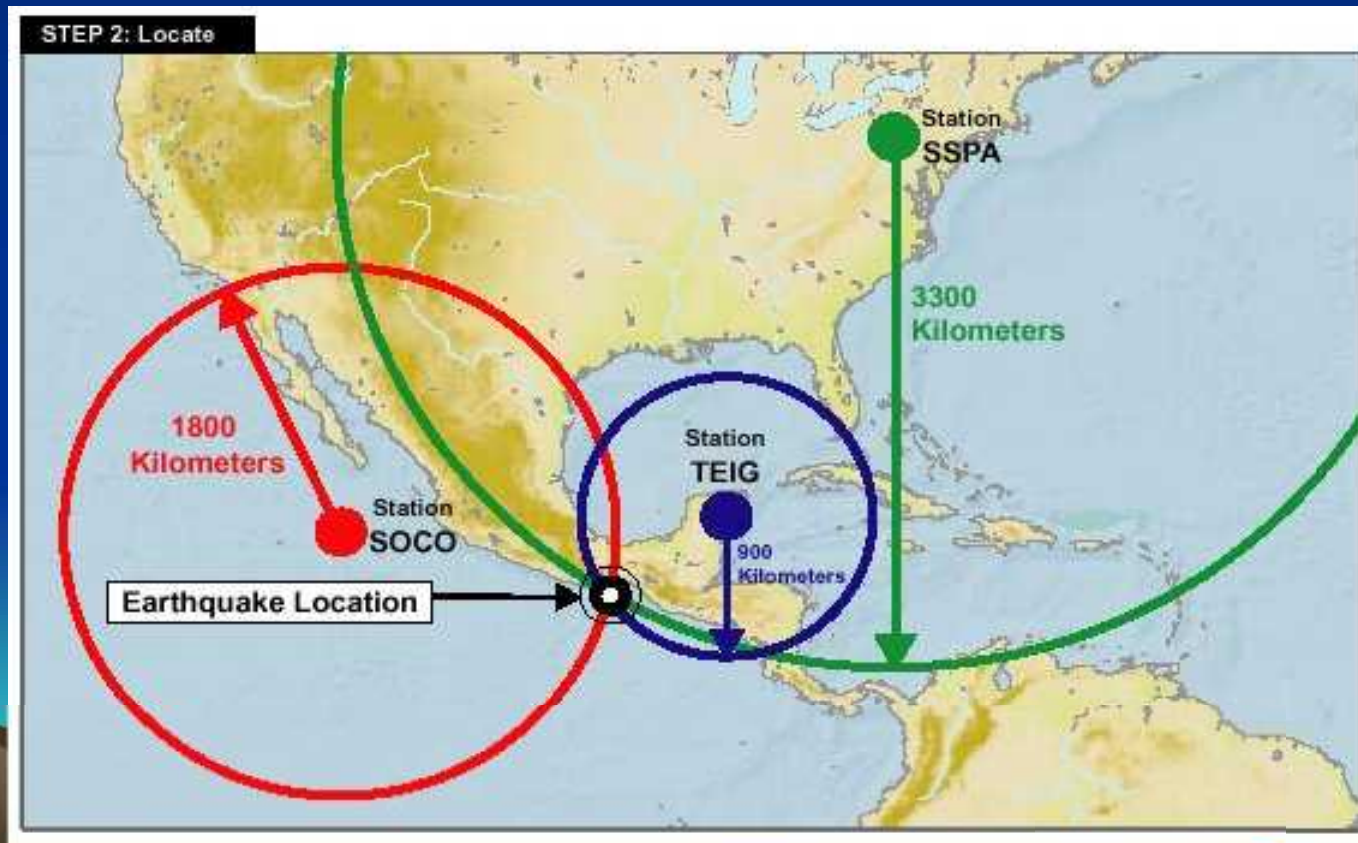 STEP 2: Locate
Station
SSPA
3300
Kilometers
1800
Kilometers
Station
TEIG
Station
SOCO
900
Kilometers
Earthquake Location